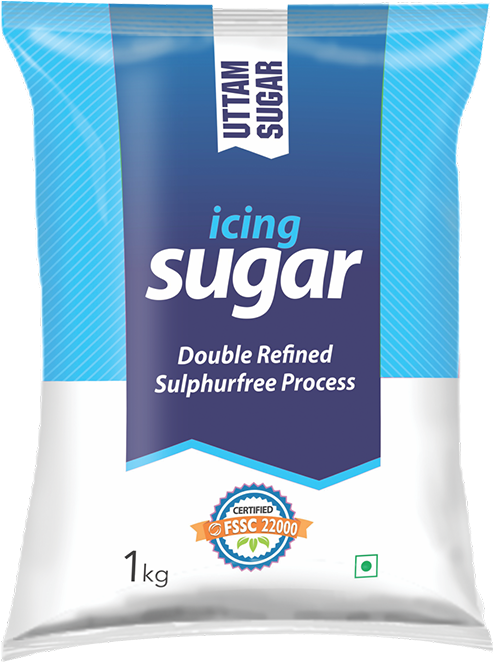 UTTAM
SUGAR
icing
sugar
Double Refined
Sulphurfree Process
CERTIFIED
FSSC 22000
1kg